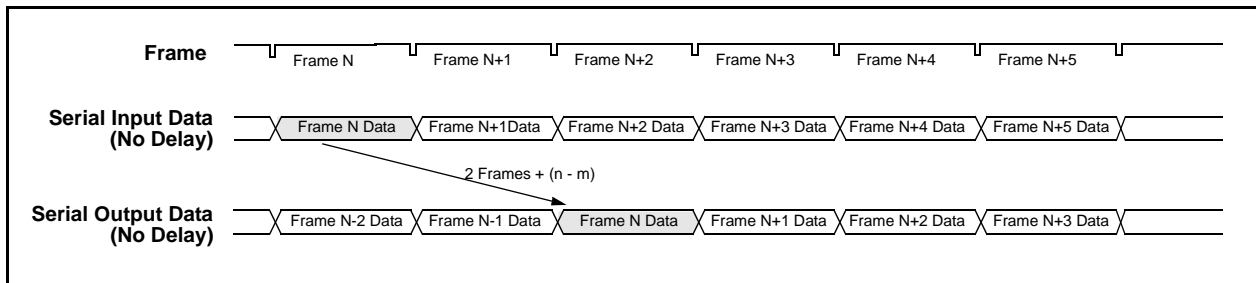 Frame
Frame N
Frame N+1
Frame N+2
Frame N+3
Frame N+4
Frame N+5
Serial Input Data
(No Delay)
Frame N Data
Frame N+1Data
Frame N+2 Data
Frame N+3 Data
Frame N+4 Data
Frame N+5 Data
2 Frames + (n - m)
Serial Output Data
(No Delay)
Frame N-2 Data
Frame N-1 Data
Frame N Data
Frame N+1 Data
Frame N+2 Data
Frame N+3 Data